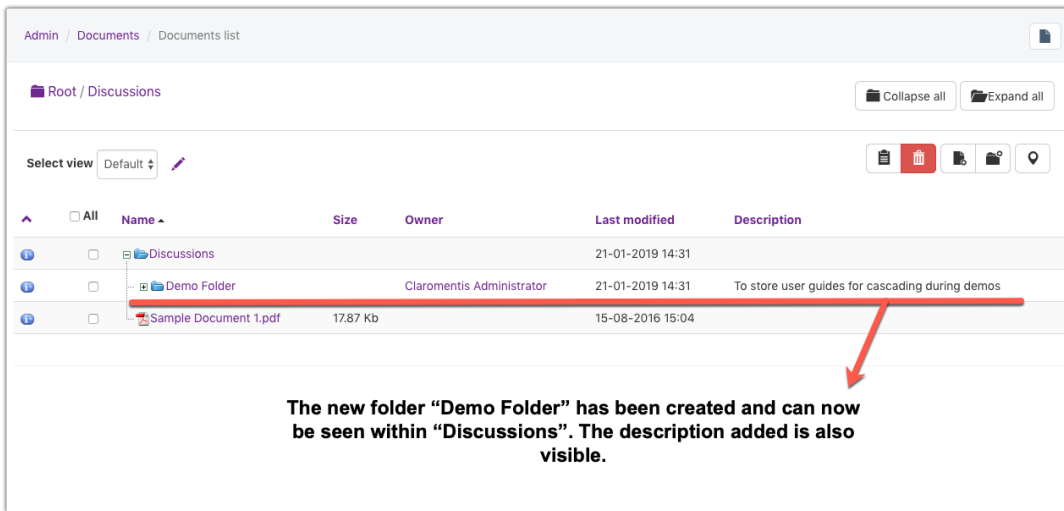 Admin / Documents / Documents list
Root / Discussions
Collapse all
Expand all
Select view Default
All Name Size Owner Last modified Description
Discussions 21-01-2019 14:31
Demo Folder Claromentis Administrator 21-01-2019 14:31 To store user guides for cascading during demos
Sample Document 1.pdf 17.87 Kb 15-08-2016 15:04
The new folder “Demo Folder” has been created and can now
be seen within “Discussions”. The description added is also
visible.